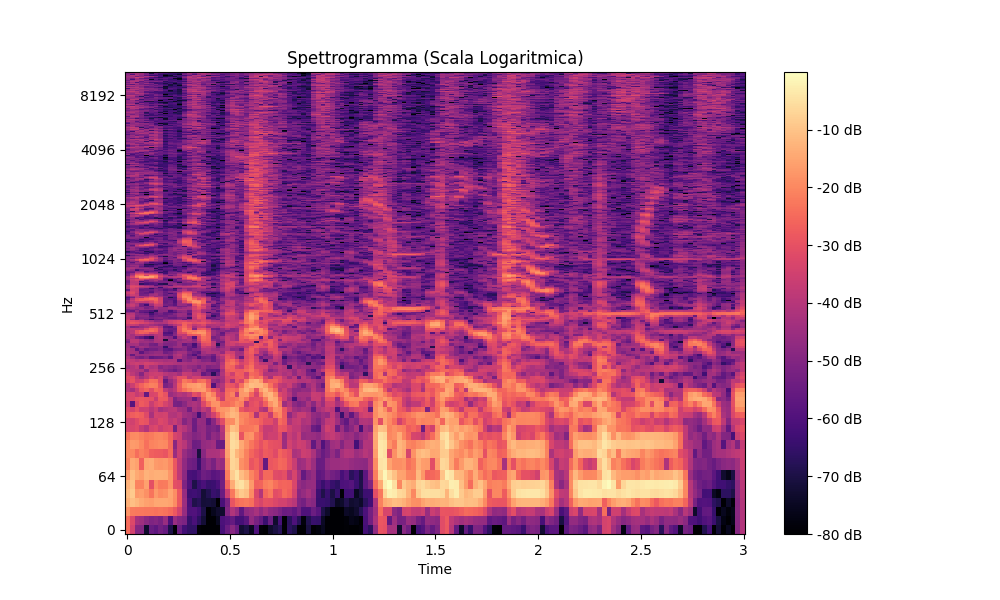 Spettrogramma (Scala Logaritmica)
Hz
8192
4096
2048
1024
512
256
128
64
0
0
0.5
1
1.5
2
2.5
3
Time
-10 dB
-20 dB
-30 dB
-40 dB
-50 dB
-60 dB
-70 dB
-80 dB